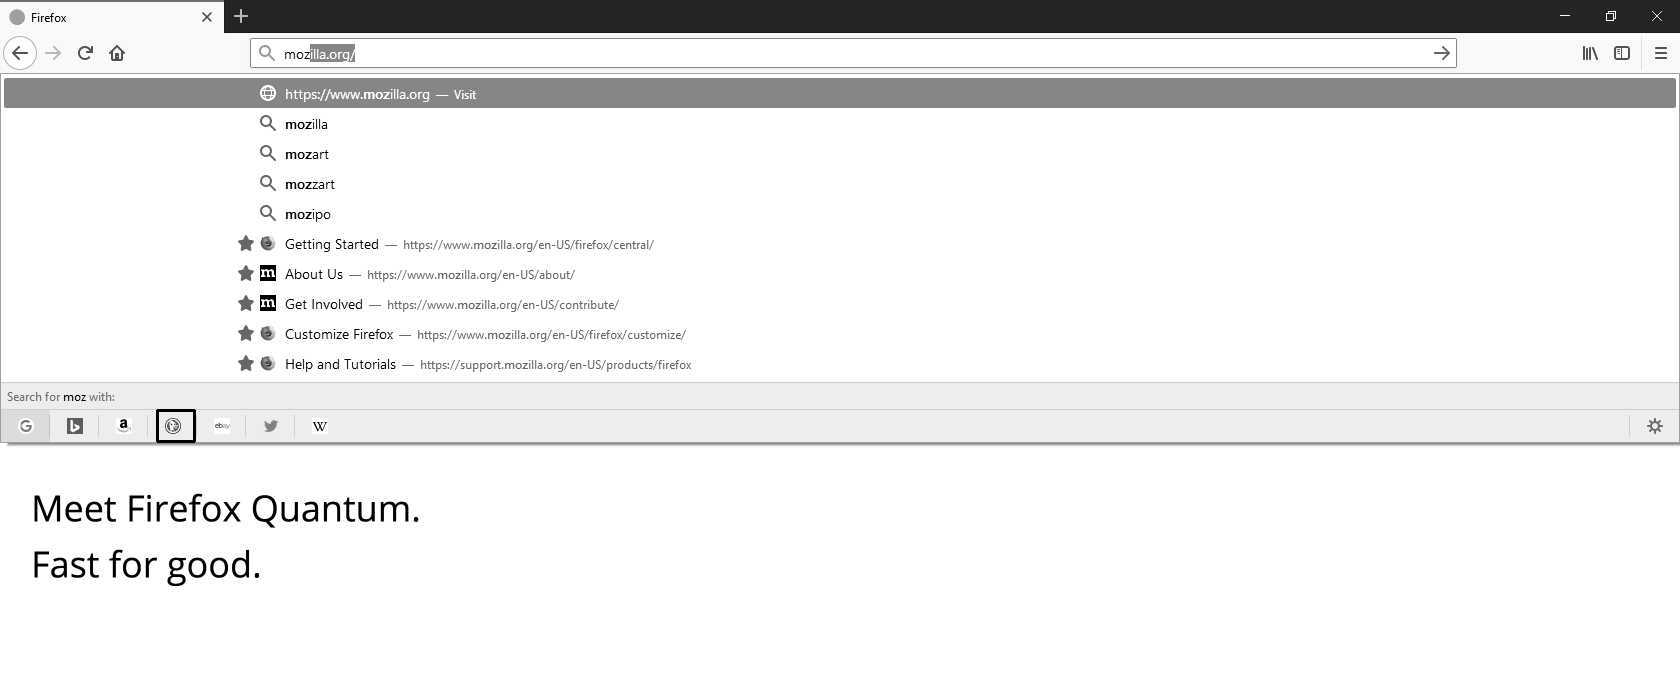 Firefox
mozilla.org/
https://www.mozilla.org — Visit
mozilla
mozart
mozzart
mozipo
Getting Started — https://www.mozilla.org/en-US/firefox/central/
m About Us — https://www.mozilla.org/en-US/about/
m Get Involved — https://www.mozilla.org/en-US/contribute/
Customize Firefox — https://www.mozilla.org/en-US/firefox/customize/
Help and Tutorials — https://support.mozilla.org/en-US/products/firefox
Search for moz with:
G b a ebay W
Meet Firefox Quantum.
Fast for good.